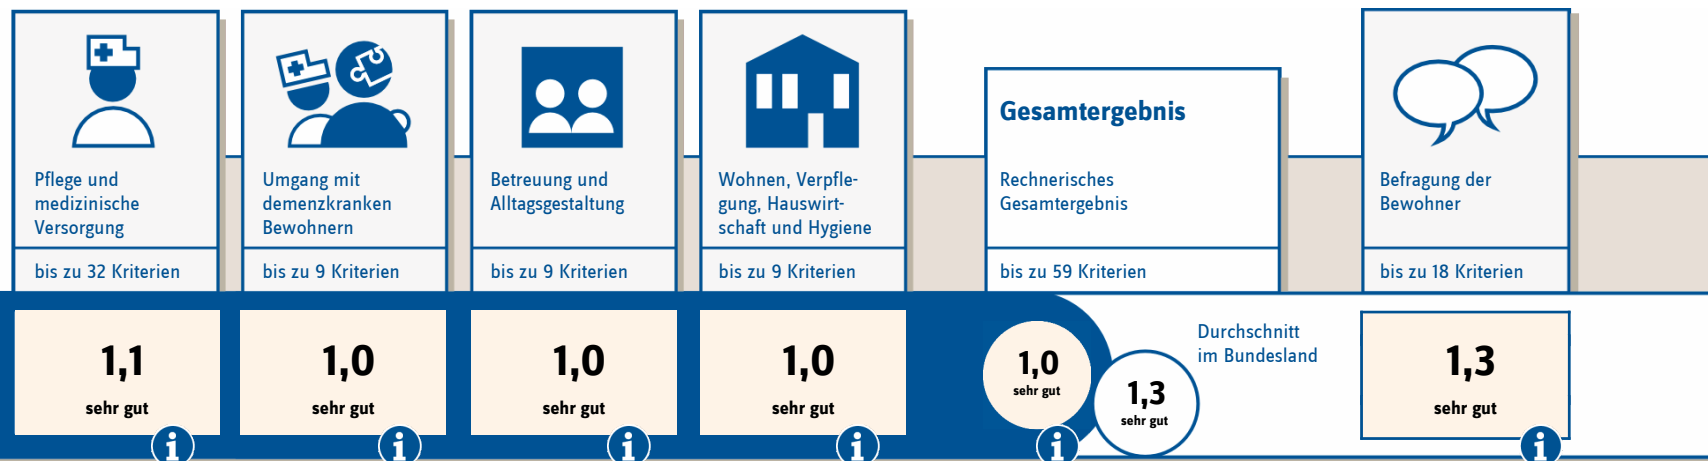 Pflege und
medizinische
Versorgung
bis zu 32 Kriterien
1,1
sehr gut
Umgang mit
demenzkranken
Bewohnern
bis zu 9 Kriterien
1,0
sehr gut
Betreuung und
Alltagsgestaltung
bis zu 9 Kriterien
1,0
sehr gut
Wohnen, Verpfle-
gung, Hauswirt-
schaft und Hygiene
bis zu 9 Kriterien
1,0
sehr gut
Gesamtergebnis
Rechnerisches
Gesamtergebnis
bis zu 59 Kriterien
1,0
sehr gut
1,3
sehr gut
Durchschnitt
im Bundesland
Befragung der
Bewohner
bis zu 18 Kriterien
1,3
sehr gut